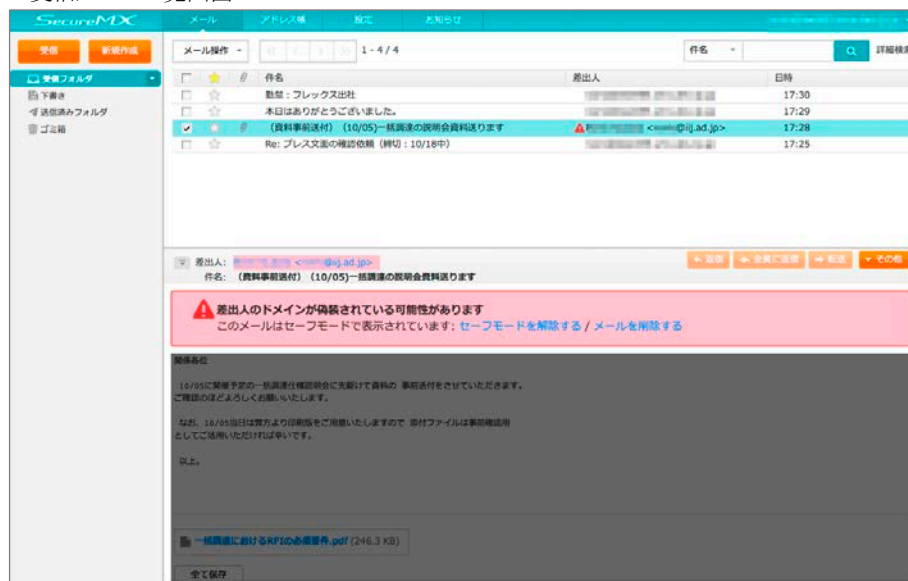 SecureMX
メール アドレス帳 設定 お知らせ
受信 新規作成
メール操作 1 - 4 / 4 件名 詳細検索
受信フォルダ
下書き
送信済みフォルダ
ゴミ箱
件名 差出人 日時
勤怠:フレックス出社 17:30
本日はありがとうございました。 17:29
(資料事前送付) (10/05)一括調達の説明会資料送ります @iij.ad.jp> 17:28
Re: プレス文面の確認依頼 (締切:10/18中) 17:25
差出人: @iij.ad.jp>
返信 全員に返信 転送 その他
件名: (資料事前送付) (10/05)一括調達の説明会資料送ります
差出人のドメインが偽装されている可能性があります
このメールはセーフモードで表示されています: セーフモードを解除する / メールを削除する
関係各位
10/05に開催予定の一括調達仕様説明会に先駆けて資料の 事前送付をさせていただきます。
ご確認のほどよろしくお願いいたします。
なお、10/05当日は弊方より印刷版をご用意いたしますので 添付ファイルは事前確認用
としてご活用いただければ幸いです。
以上。
一括調達におけるRFIの必須要件.pdf (246.3 KB)
全て保存